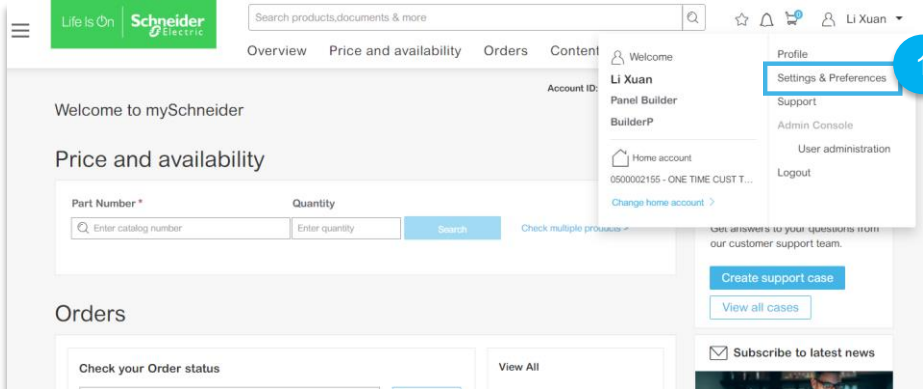 Life Is On | Schneider Electric
Search products,documents & more
Li Xuan
Overview Price and availability Orders Content
Welcome
Li Xuan
Panel Builder
BuilderP
Home account
0500002155 - ONE TIME CUST T...
Change home account >
Profile
Settings & Preferences
Support
Admin Console
User administration
Logout
1
Account ID:
Welcome to mySchneider
Price and availability
Part Number *
Quantity
Enter catalog number
Enter quantity
Search
Check multiple products >
Get answers to your questions from
our customer support team.
Create support case
View all cases
Orders
Check your Order status
View All
Subscribe to latest news